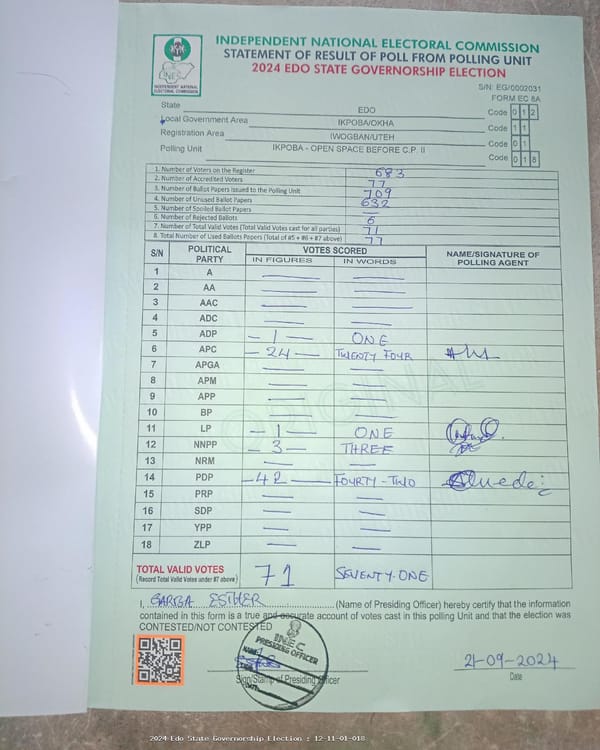 INDEPENDENT NATIONAL ELECTORAL COMMISSION
STATEMENT OF RESULT OF POLL FROM POLLING UNIT
2024 EDO STATE GOVERNORSHIP ELECTION
INEC
INDEPENDENT NATIONAL
ELECTORAL COMMISSION
S/N: EG/0002031
FORM EC 8A
State EDO Code 0 1 2
Local Government Area IKPOBA/OKHA Code 1 1
Registration Area IWOGBAN/UTEH Code 0 1
Polling Unit IKPOBA - OPEN SPACE BEFORE C.P. II Code 0 1 8
1. Number of Voters on the Register 683
2. Number of Accredited Voters 77
3. Number of Ballot Papers Issued to the Polling Unit 709
4. Number of Unused Ballot Papers 632
5. Number of Spoiled Ballot Papers —
6. Number of Rejected Ballots 6
7. Number of Total Valid Votes (Total Valid Votes cast for all parties) 71
8. Total Number of Used Ballots Papers (Total of #5 + #6 + #7 above) 77
S/N POLITICAL PARTY VOTES SCORED NAME/SIGNATURE OF POLLING AGENT
IN FIGURES IN WORDS
1 A — —
2 AA — —
3 AAC — —
4 ADC — —
5 ADP — 1 — ONE
6 APC — 24 — TWENTY FOUR
7 APGA — —
8 APM — —
9 APP — —
10 BP — —
11 LP — 1 — ONE
12 NNPP — 3 — THREE
13 NRM — —
14 PDP — 42 — FOURTY-TWO
15 PRP — —
16 SDP — —
17 YPP — —
18 ZLP — —
TOTAL VALID VOTES 71 SEVENTY-ONE
(Record Total Valid Votes under #7 above)
I, GARBA ESTHER (Name of Presiding Officer) hereby certify that the information
contained in this form is a true and accurate account of votes cast in this polling Unit and that the election was
CONTESTED/NOT CONTESTED
INEC
PRESIDING OFFICER
21-09-2024
Sign/Stamp of Presiding Officer Date
2024 Edo State Governorship Election : 12-11-01-018